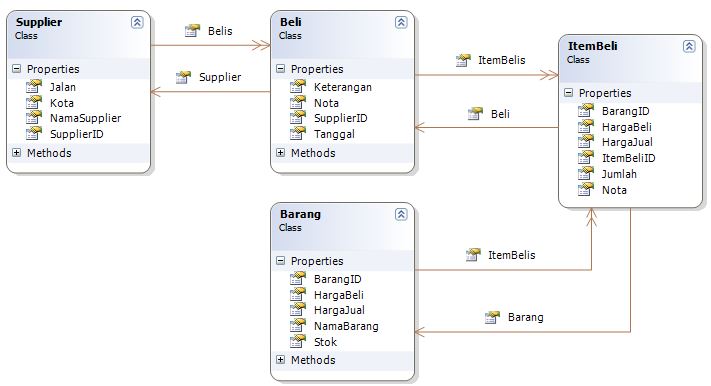 Supplier
Class
Properties
Jalan
Kota
NamaSupplier
SupplierID
Methods
Belis
Supplier
Beli
Class
Properties
Keterangan
Nota
SupplierID
Tanggal
Methods
ItemBelis
Beli
ItemBeli
Class
Properties
BarangID
HargaBeli
HargaJual
ItemBeliID
Jumlah
Nota
Barang
Class
Properties
BarangID
HargaBeli
HargaJual
NamaBarang
Stok
Methods
ItemBelis
Barang